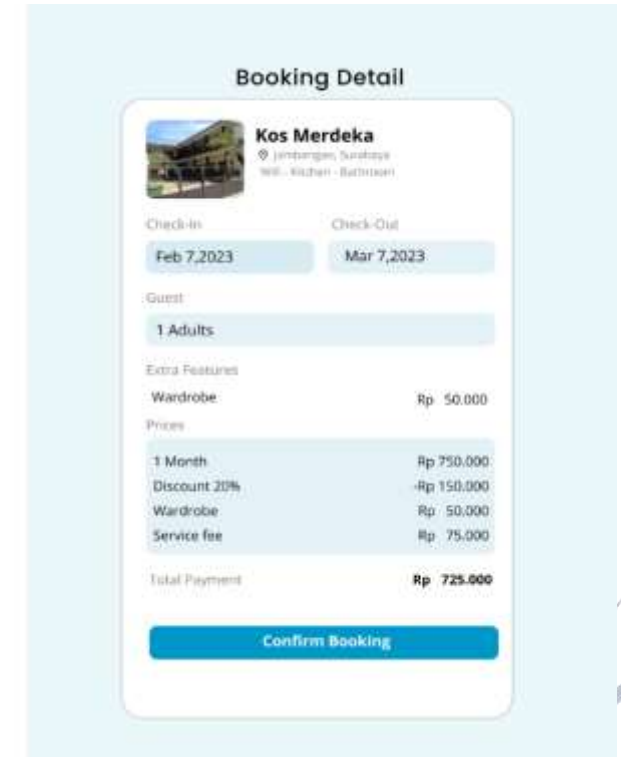 Booking Detail
Kos Merdeka
Jambangan, Surabaya
Wifi - Kitchen - Bathroom
Check-In Check-Out
Feb 7,2023 Mar 7,2023
Guest
1 Adults
Extra Features
Wardrobe Rp 50.000
Prices
1 Month Rp 750.000
Discount 20% -Rp 150.000
Wardrobe Rp 50.000
Service fee Rp 75.000
Total Payment Rp 725.000
Confirm Booking